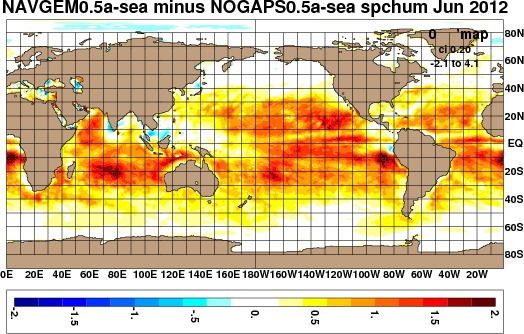 NAVGEM0.5a-sea minus NOGAPS0.5a-sea spchum Jun 2012
0 'map
ci 0.20
-2.1 to 4.1
80N
60N
40N
20N
EQ
20S
40S
60S
80S
0E 20E 40E 60E 80E 100E 120E 140E 160E 180W 160W 140W 120W 100W 80W 60W 40W 20W
-2. -1.5 -1. -.5 0. 0.5 1. 1.5 2.